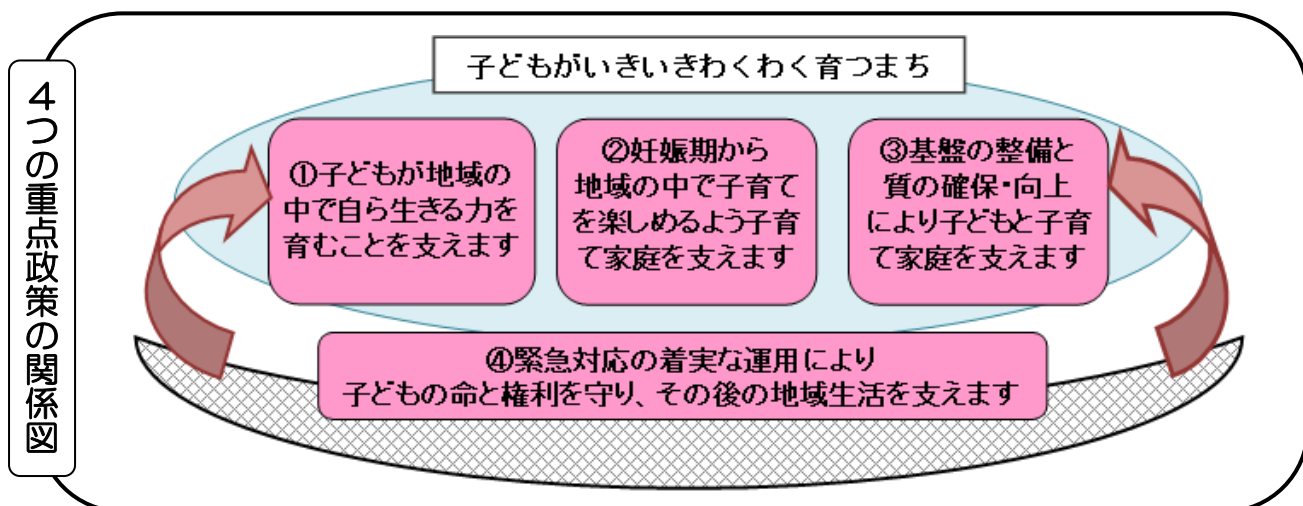 4つの重点政策の関係図
子どもがいきいきわくわく育つまち
①子どもが地域の
中で自ら生きる力を
育むことを支えます
②妊娠期から
地域の中で子育て
を楽しめるよう子育
て家庭を支えます
③基盤の整備と
質の確保・向上
により子どもと子育
て家庭を支えます
④緊急対応の着実な運用により
子どもの命と権利を守り、その後の地域生活を支えます